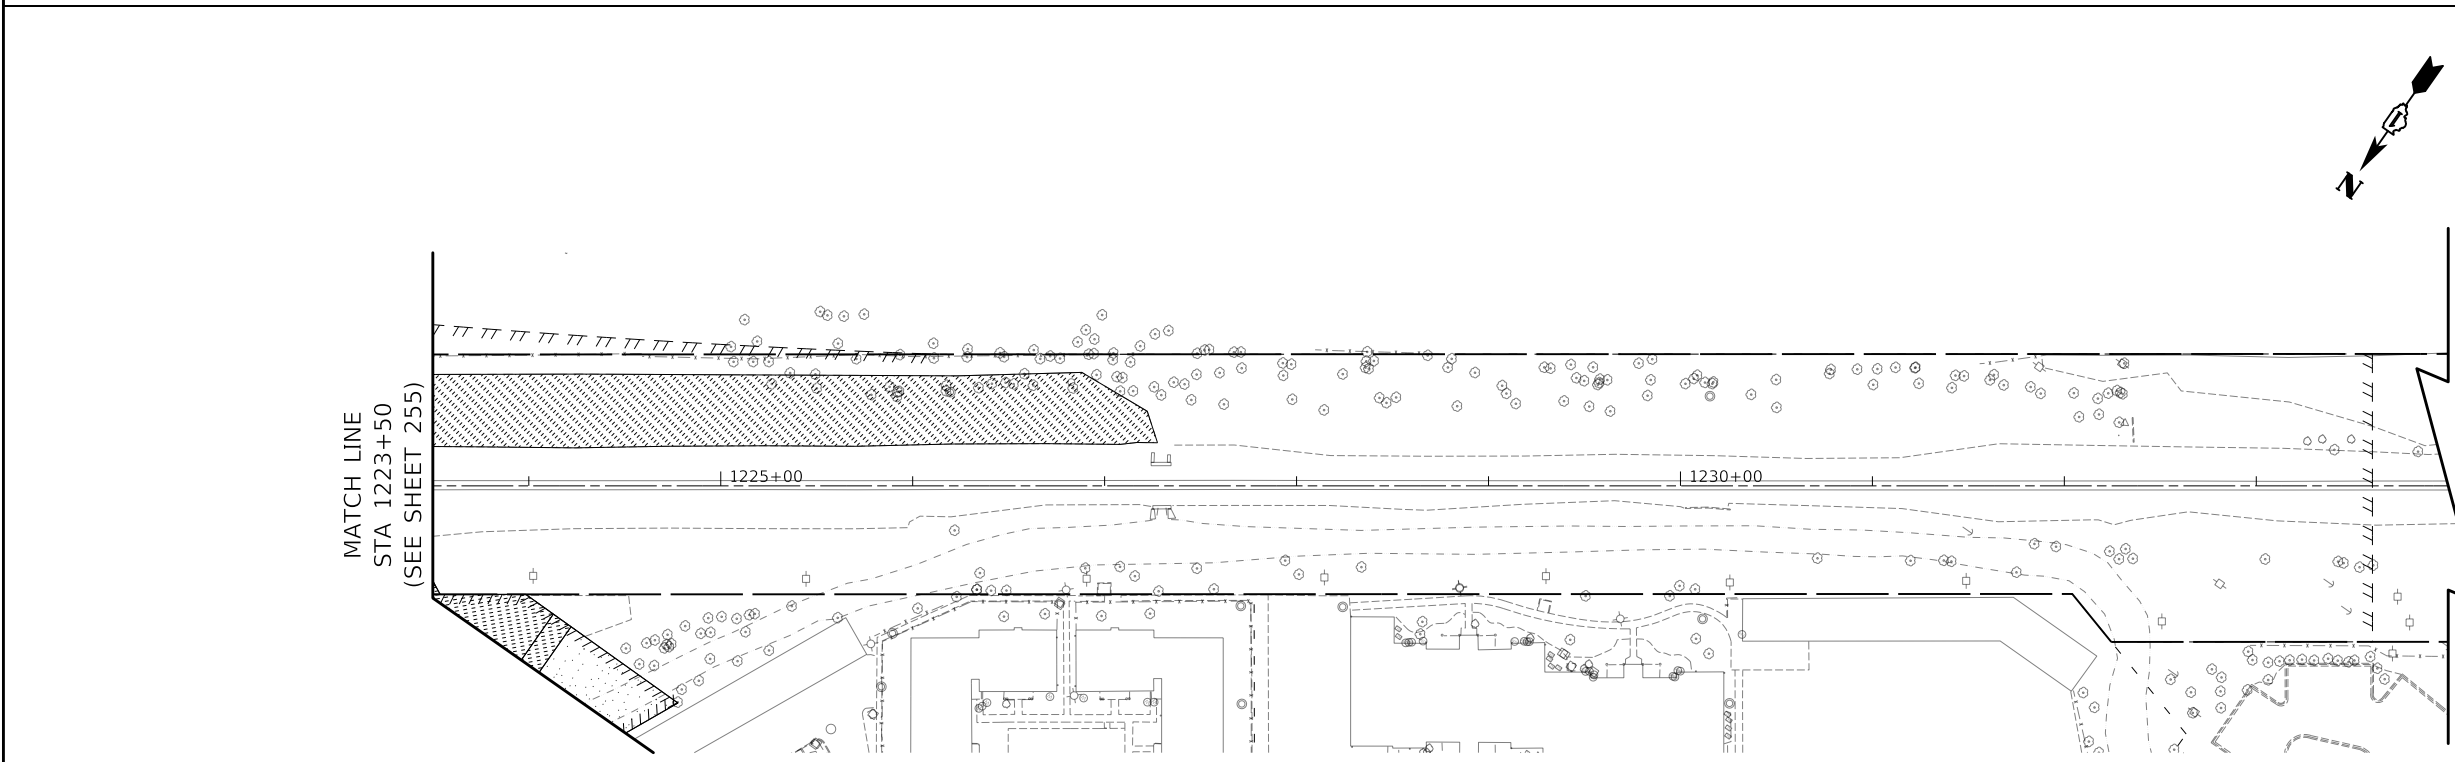 N
MATCH LINE
STA 1223+50
(SEE SHEET 255)
1225+00
1230+00